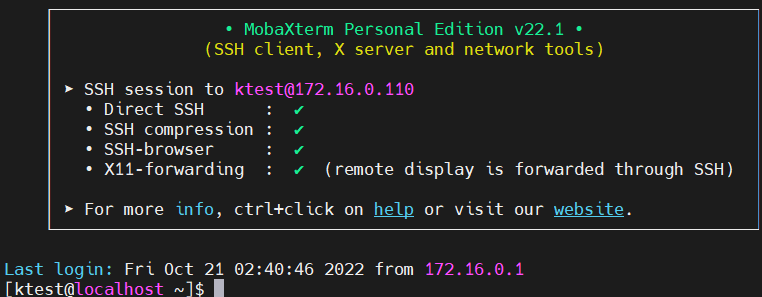 • MobaXterm Personal Edition v22.1 •
(SSH client, X server and network tools)
➤ SSH session to ktest@172.16.0.110
• Direct SSH : ✔
• SSH compression : ✔
• SSH-browser : ✔
• X11-forwarding : ✔ (remote display is forwarded through SSH)
➤ For more info, ctrl+click on help or visit our website.
Last login: Fri Oct 21 02:40:46 2022 from 172.16.0.1
[ktest@localhost ~]$